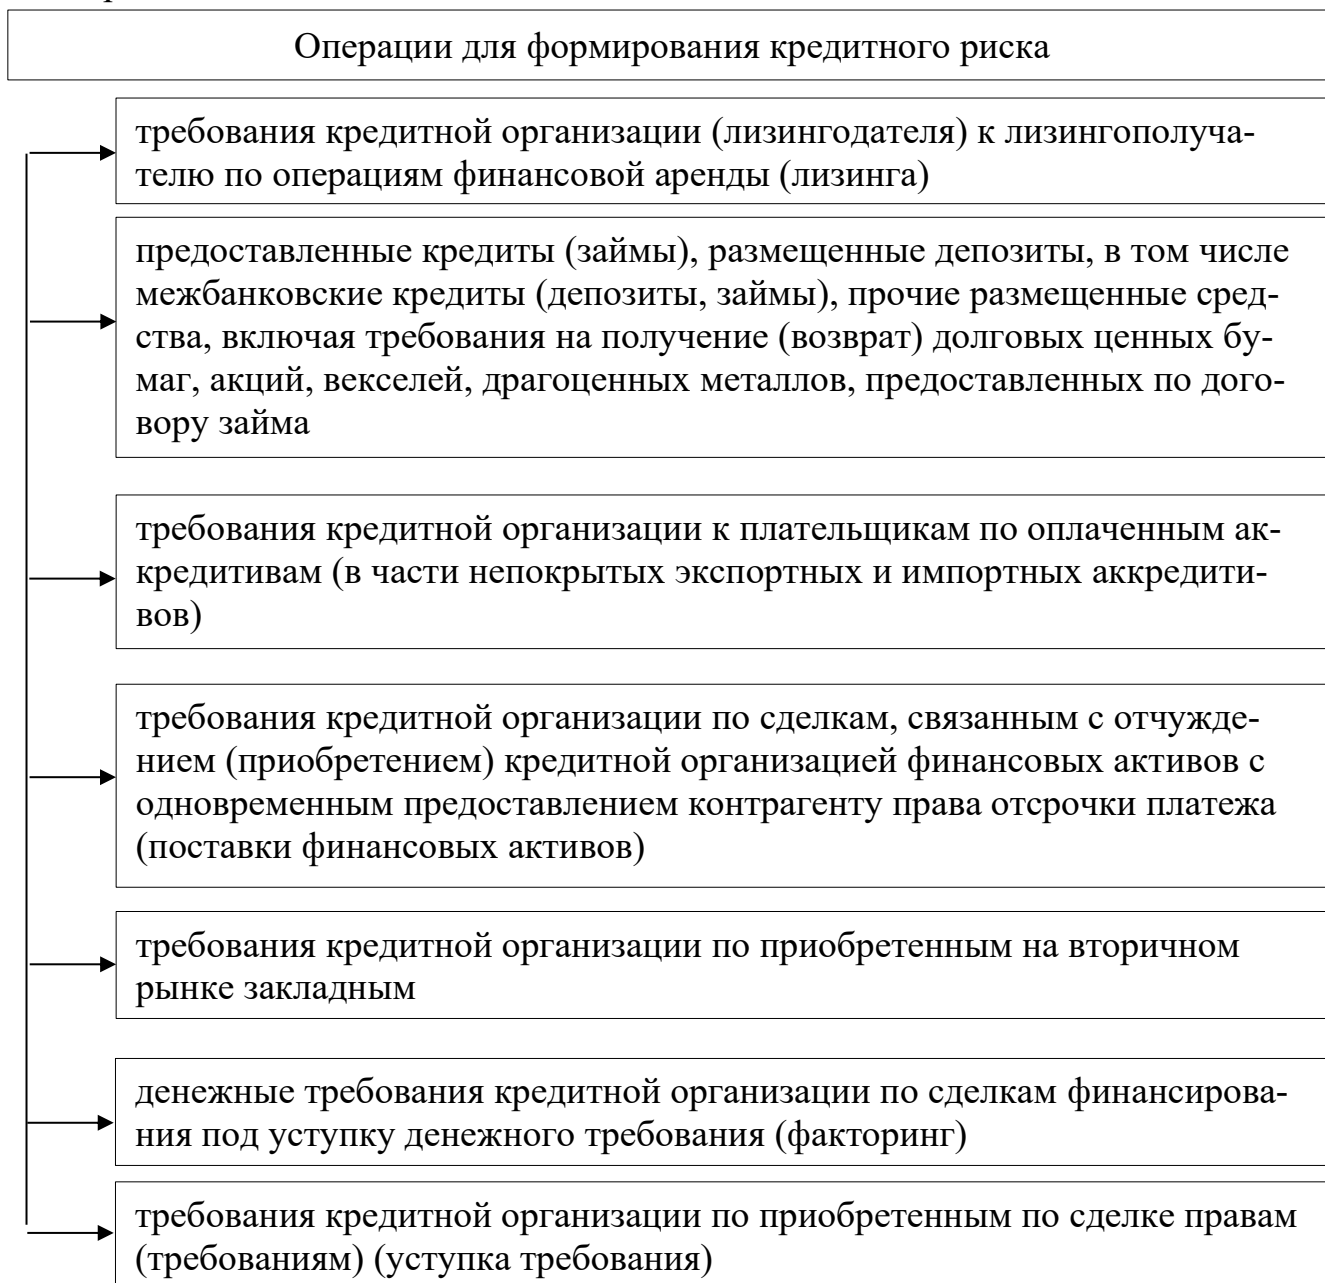 Операции для формирования кредитного риска
требования кредитной организации (лизингодателя) к лизингополуча-
телю по операциям финансовой аренды (лизинга)
предоставленные кредиты (займы), размещенные депозиты, в том числе
межбанковские кредиты (депозиты, займы), прочие размещенные сред-
ства, включая требования на получение (возврат) долговых ценных бу-
маг, акций, векселей, драгоценных металлов, предоставленных по дого-
вору займа
требования кредитной организации к плательщикам по оплаченным ак-
кредитивам (в части непокрытых экспортных и импортных аккредити-
вов)
требования кредитной организации по сделкам, связанным с отчужде-
нием (приобретением) кредитной организацией финансовых активов с
одновременным предоставлением контрагенту права отсрочки платежа
(поставки финансовых активов)
требования кредитной организации по приобретенным на вторичном
рынке закладным
денежные требования кредитной организации по сделкам финансирова-
ния под уступку денежного требования (факторинг)
требования кредитной организации по приобретенным по сделке правам
(требованиям) (уступка требования)